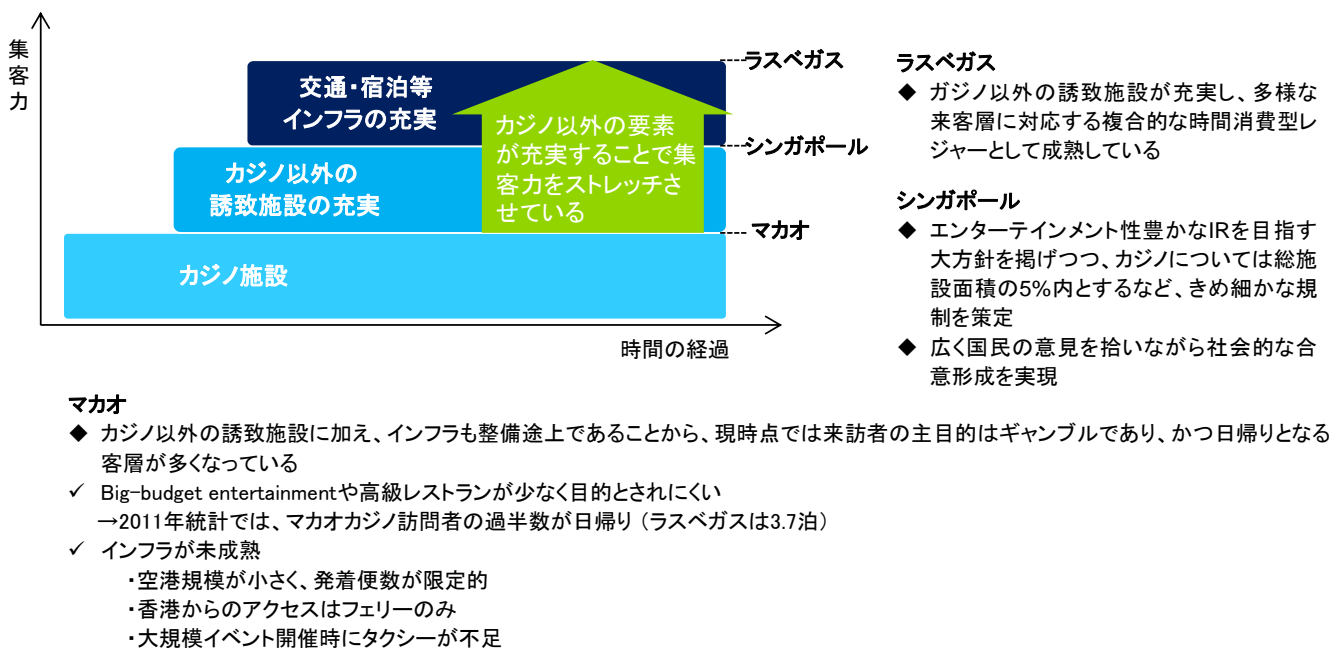 集客力
交通・宿泊等
インフラの充実
カジノ以外の
誘致施設の充実
カジノ施設
カジノ以外の要素
が充実することで集
客力をストレッチさ
せている
ラスベガス
シンガポール
マカオ
時間の経過
ラスベガス
◆ ガジノ以外の誘致施設が充実し、多様な
来客層に対応する複合的な時間消費型レ
ジャーとして成熟している
シンガポール
◆ エンターテインメント性豊かなIRを目指す
大方針を掲げつつ、カジノについては総施
設面積の5%内とするなど、きめ細かな規
制を策定
◆ 広く国民の意見を拾いながら社会的な合
意形成を実現
マカオ
◆ カジノ以外の誘致施設に加え、インフラも整備途上であることから、現時点では来訪者の主目的はギャンブルであり、かつ日帰りとなる
客層が多くなっている
✓ Big-budget entertainmentや高級レストランが少なく目的とされにくい
→2011年統計では、マカオカジノ訪問者の過半数が日帰り（ラスベガスは3.7泊）
✓ インフラが未成熟
・空港規模が小さく、発着便数が限定的
・香港からのアクセスはフェリーのみ
・大規模イベント開催時にタクシーが不足